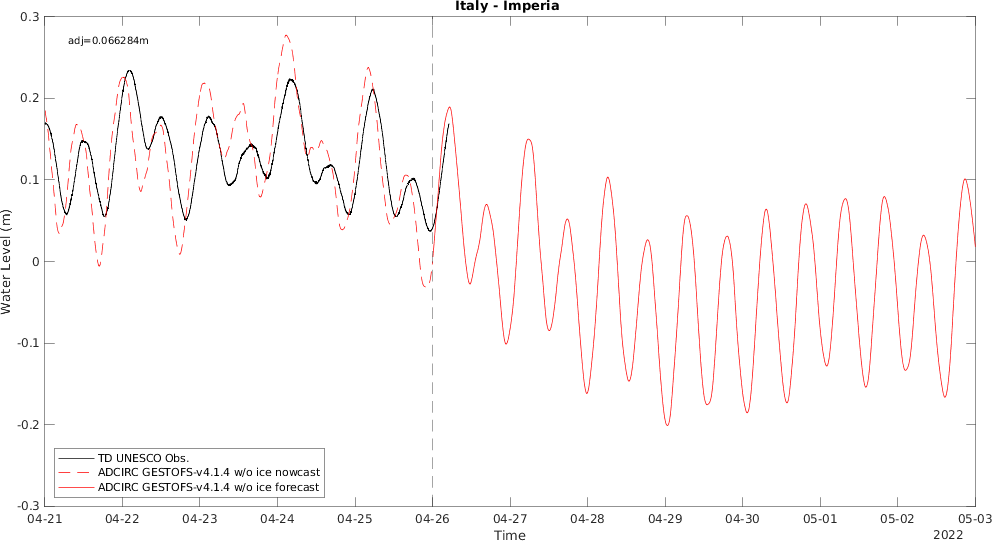 Italy - Imperia
adj=0.066284m
0.3
0.2
0.1
0
-0.1
-0.2
-0.3
Water Level (m)
TD UNESCO Obs.
ADCIRC GESTOFS-v4.1.4 w/o ice nowcast
ADCIRC GESTOFS-v4.1.4 w/o ice forecast
04-21 04-22 04-23 04-24 04-25 04-26 04-27 04-28 04-29 04-30 05-01 05-02 05-03
Time
2022